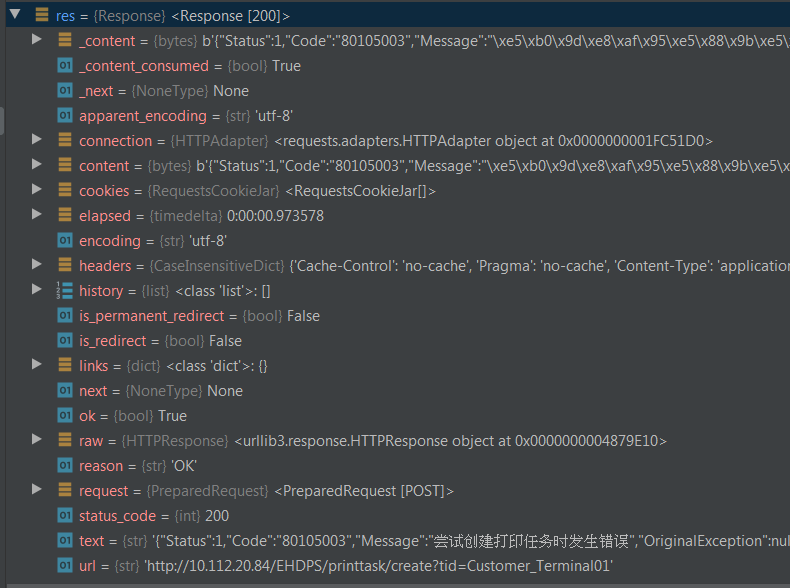 res = {Response} <Response [200]>
_content = {bytes} b'{"Status":1,"Code":"80105003","Message":"\xe5\xb0\x9d\xe8\xaf\x95\xe5\x88\x9b\xe5\
_content_consumed = {bool} True
_next = {NoneType} None
apparent_encoding = {str} 'utf-8'
connection = {HTTPAdapter} <requests.adapters.HTTPAdapter object at 0x0000000001FC51D0>
content = {bytes} b'{"Status":1,"Code":"80105003","Message":"\xe5\xb0\x9d\xe8\xaf\x95\xe5\x88\x9b\xe5\x
cookies = {RequestsCookieJar} <RequestsCookieJar[]>
elapsed = {timedelta} 0:00:00.973578
encoding = {str} 'utf-8'
headers = {CaseInsensitiveDict} {'Cache-Control': 'no-cache', 'Pragma': 'no-cache', 'Content-Type': 'application
history = {list} <class 'list'>: []
is_permanent_redirect = {bool} False
is_redirect = {bool} False
links = {dict} <class 'dict'>: {}
next = {NoneType} None
ok = {bool} True
raw = {HTTPResponse} <urllib3.response.HTTPResponse object at 0x0000000004879E10>
reason = {str} 'OK'
request = {PreparedRequest} <PreparedRequest [POST]>
status_code = {int} 200
text = {str} '{"Status":1,"Code":"80105003","Message":"尝试创建打印任务时发生错误","OriginalException":nul
url = {str} 'http://10.112.20.84/EHDPS/printtask/create?tid=Customer_Terminal01'